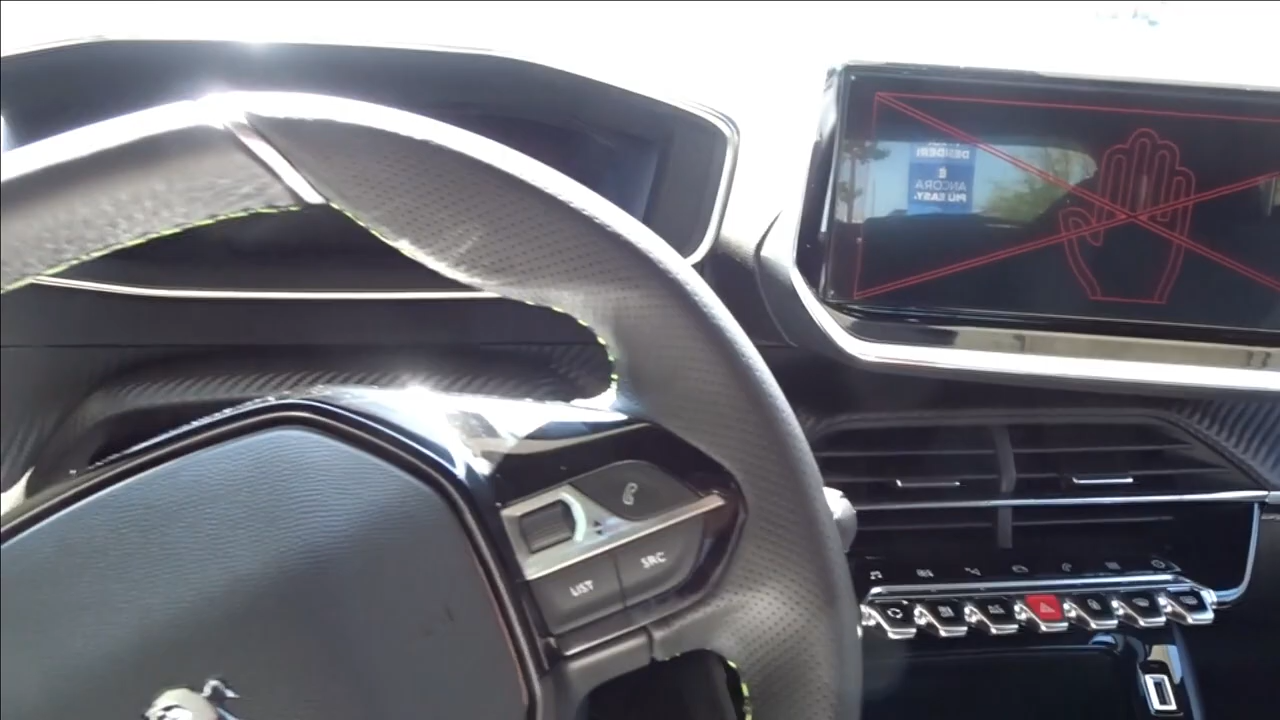 DESIDERI
È
ANCORA
PIÙ EASY.
SRC
LIST